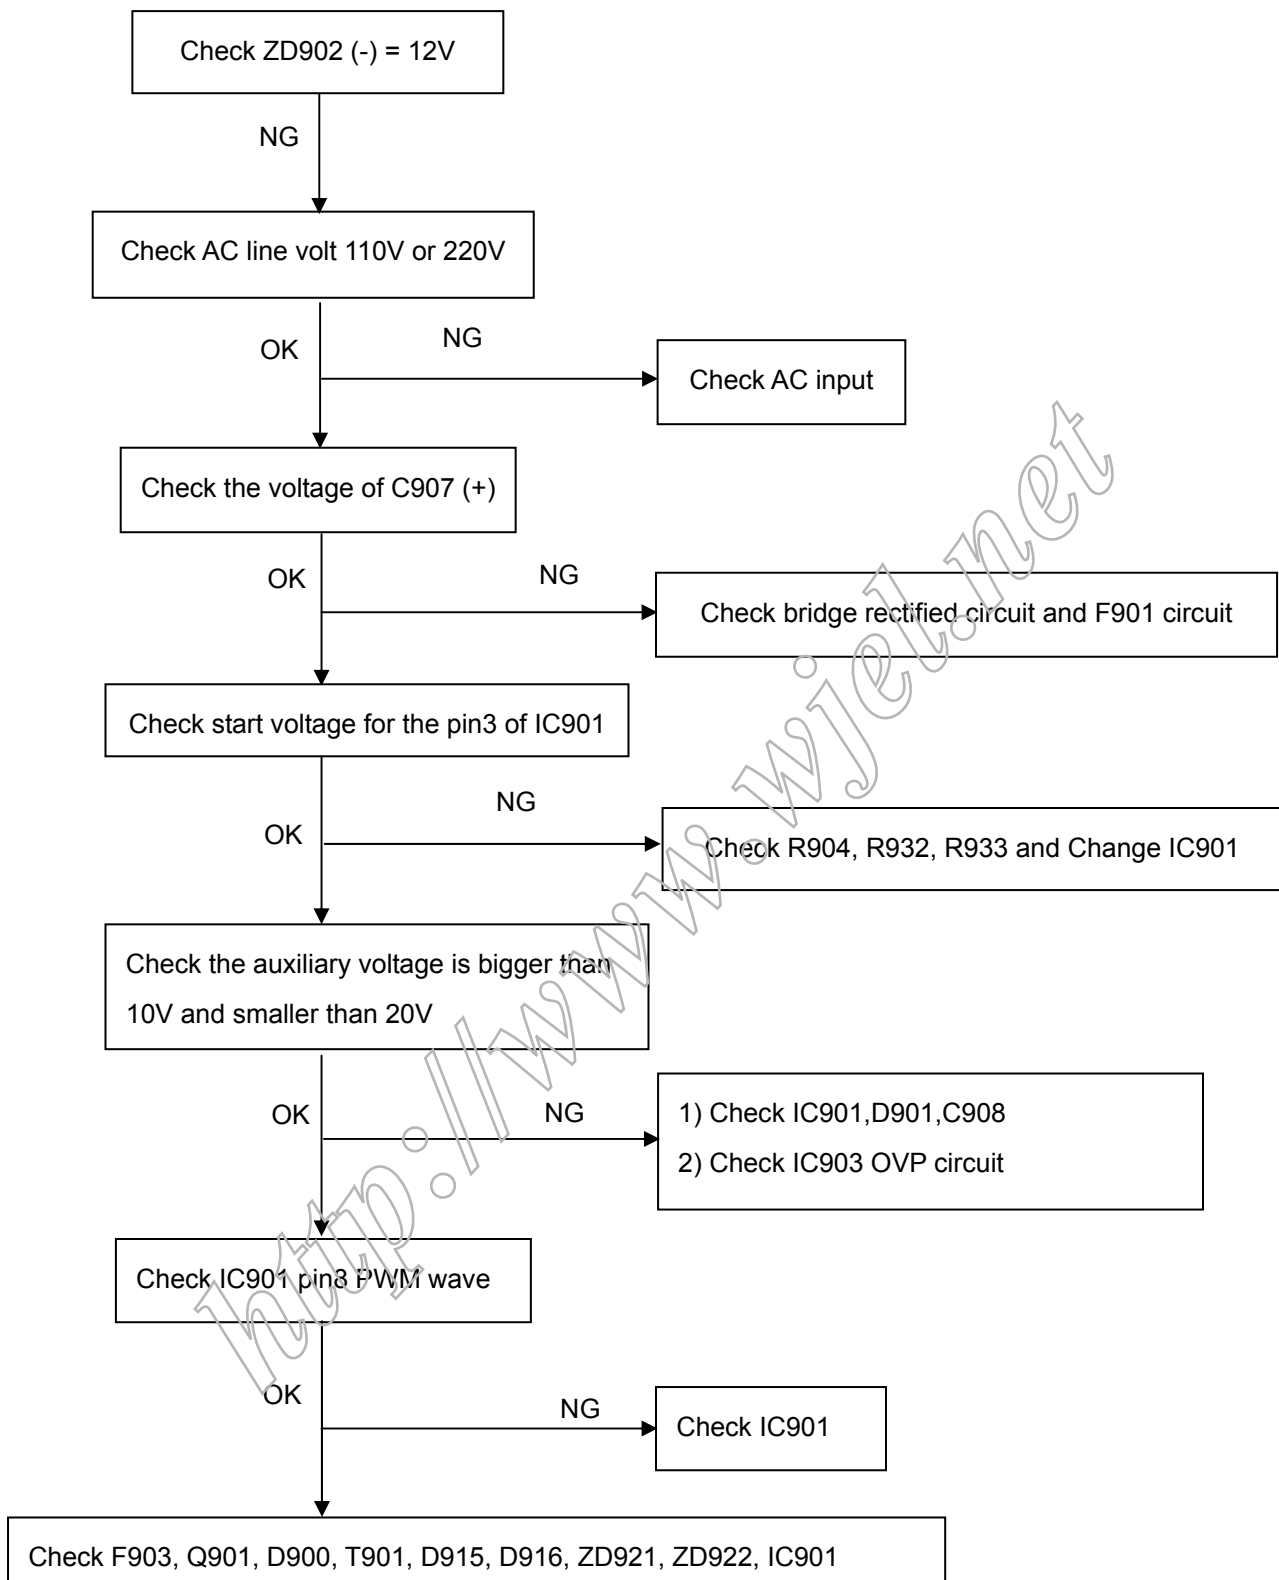 Check ZD902 (-) = 12V
NG
Check AC line volt 110V or 220V
OK
NG
Check AC input
Check the voltage of C907 (+)
OK
NG
Check bridge rectified circuit and F901 circuit
Check start voltage for the pin3 of IC901
OK
NG
Check R904, R932, R933 and Change IC901
Check the auxiliary voltage is bigger than
10V and smaller than 20V
OK
NG
1) Check IC901,D901,C908
2) Check IC903 OVP circuit
Check IC901 pin8 PWM wave
OK
NG
Check IC901
Check F903, Q901, D900, T901, D915, D916, ZD921, ZD922, IC901
http://www.wjel.net